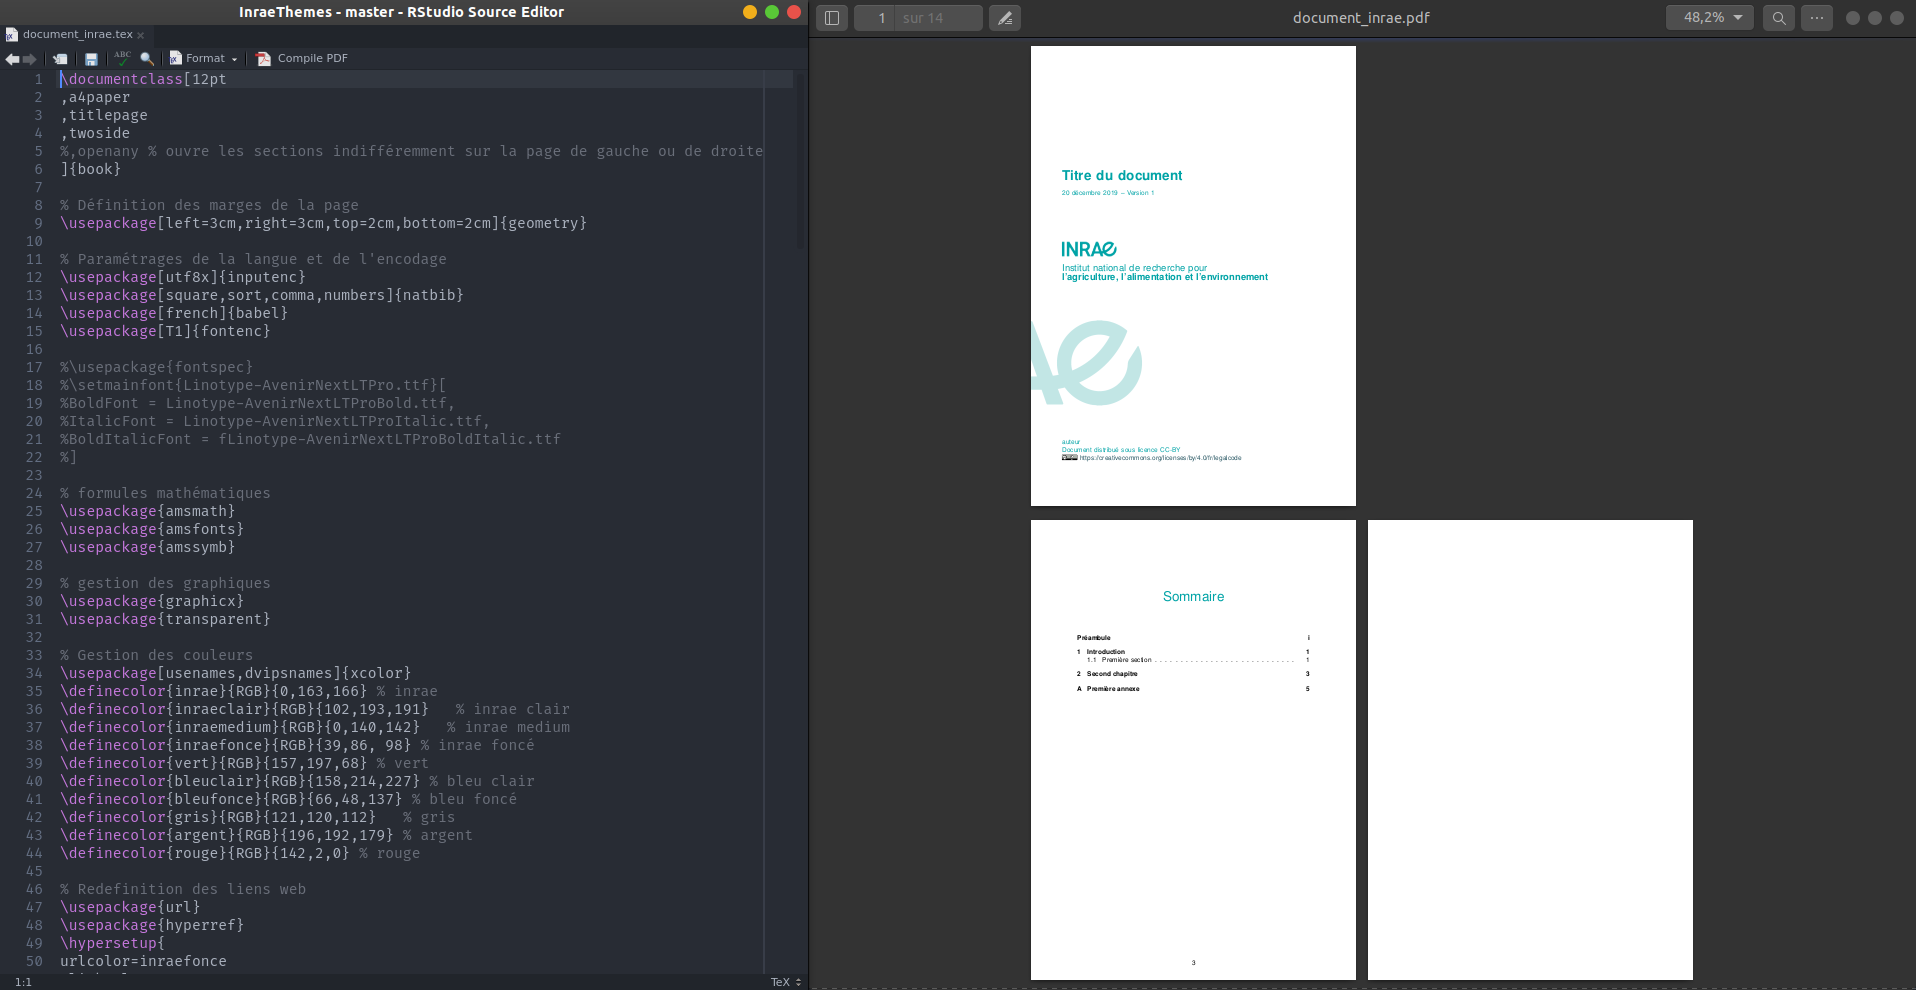 InraeThemes - master - RStudio Source Editor
document_inrae.tex ×
ABC Format Compile PDF
1 \documentclass[12pt
2 ,a4paper
3 ,titlepage
4 ,twoside
5 %,openany % ouvre les sections indifféremment sur la page de gauche ou de droite
6 ]{book}
7
8 % Définition des marges de la page
9 \usepackage[left=3cm,right=3cm,top=2cm,bottom=2cm]{geometry}
10
11 % Paramétrages de la langue et de l'encodage
12 \usepackage[utf8x]{inputenc}
13 \usepackage[square,sort,comma,numbers]{natbib}
14 \usepackage[french]{babel}
15 \usepackage[T1]{fontenc}
16
17 %\usepackage{fontspec}
18 %\setmainfont{Linotype-AvenirNextLTPro.ttf}[
19 %BoldFont = Linotype-AvenirNextLTProBold.ttf,
20 %ItalicFont = Linotype-AvenirNextLTProItalic.ttf,
21 %BoldItalicFont = fLinotype-AvenirNextLTProBoldItalic.ttf
22 %]
23
24 % formules mathématiques
25 \usepackage{amsmath}
26 \usepackage{amsfonts}
27 \usepackage{amssymb}
28
29 % gestion des graphiques
30 \usepackage{graphicx}
31 \usepackage{transparent}
32
33 % Gestion des couleurs
34 \usepackage[usenames,dvipsnames]{xcolor}
35 \definecolor{inrae}{RGB}{0,163,166} % inrae
36 \definecolor{inraeclair}{RGB}{102,193,191}   % inrae clair
37 \definecolor{inraemedium}{RGB}{0,140,142}   % inrae medium
38 \definecolor{inraefonce}{RGB}{39,86, 98} % inrae foncé
39 \definecolor{vert}{RGB}{157,197,68} % vert
40 \definecolor{bleuclair}{RGB}{158,214,227} % bleu clair
41 \definecolor{bleufonce}{RGB}{66,48,137} % bleu foncé
42 \definecolor{gris}{RGB}{121,120,112}   % gris
43 \definecolor{argent}{RGB}{196,192,179} % argent
44 \definecolor{rouge}{RGB}{142,2,0} % rouge
45
46 % Redefinition des liens web
47 \usepackage{url}
48 \usepackage{hyperref}
49 \hypersetup{
50 urlcolor=inraefonce
1:1 TeX
1 sur 14 document_inrae.pdf 48,2%
Titre du document
20 décembre 2019 – Version 1
INRAE
Institut national de recherche pour
l'agriculture, l'alimentation et l'environnement
Ae
auteur
Document distribué sous licence CC-BY
https://creativecommons.org/licenses/by/4.0/fr/legalcode
Sommaire
Préambule i
1 Introduction 1
1.1 Première section 1
2 Second chapitre 3
A Première annexe 5
3